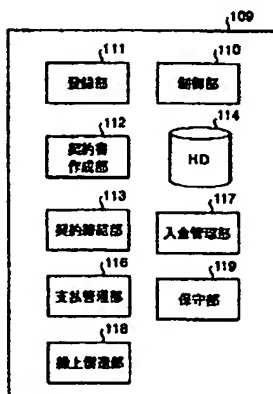 109
111
登録部
110
制御部
112
契約書
作成部
114
HD
113
契約締結部
117
入金管理部
116
支払管理部
119
保守部
118
繰上償還部